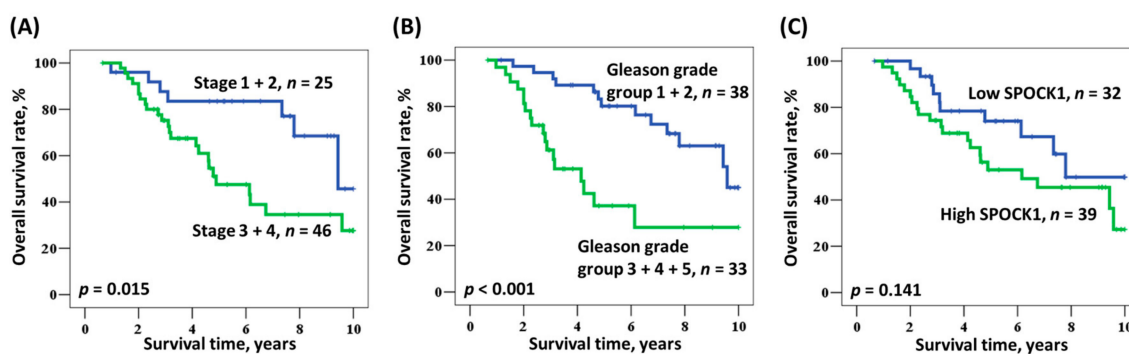 (A)
Overall survival rate, %
100
80
60
40
20
0
Stage 1 + 2, n = 25
Stage 3 + 4, n = 46
p = 0.015
0 2 4 6 8 10
Survival time, years
(B)
Overall survival rate, %
100
80
60
40
20
0
Gleason grade
group 1 + 2, n = 38
Gleason grade
group 3 + 4 + 5, n = 33
p < 0.001
0 2 4 6 8 10
Survival time, years
(C)
Overall survival rate, %
100
80
60
40
20
0
Low SPOCK1, n = 32
High SPOCK1, n = 39
p = 0.141
0 2 4 6 8 10
Survival time, years